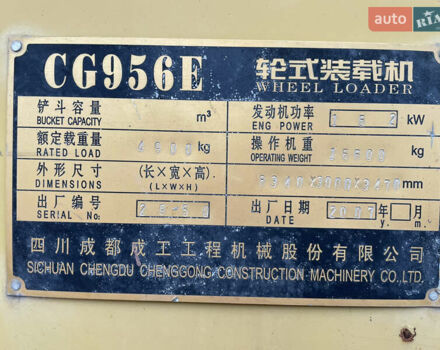 AUTO RIA
CG956E 轮式装载机
WHEEL LOADER
铲斗容量 m³ 发动机功率 kW
BUCKET CAPACITY ENG POWER
额定载重量 kg 操作机重 kg
RATED LOAD OPERATING WEIGHT
外形尺寸 (长×宽×高) mm
DIMENSIONS (L×W×H)
出厂编号 出厂日期 2007 年 月
SERIAL No: y. m.
四川成都成工工程机械股份有限公司
SICHUAN CHENGDU CHENGGONG CONSTRUCTION MACHINERY CO.,LTD.